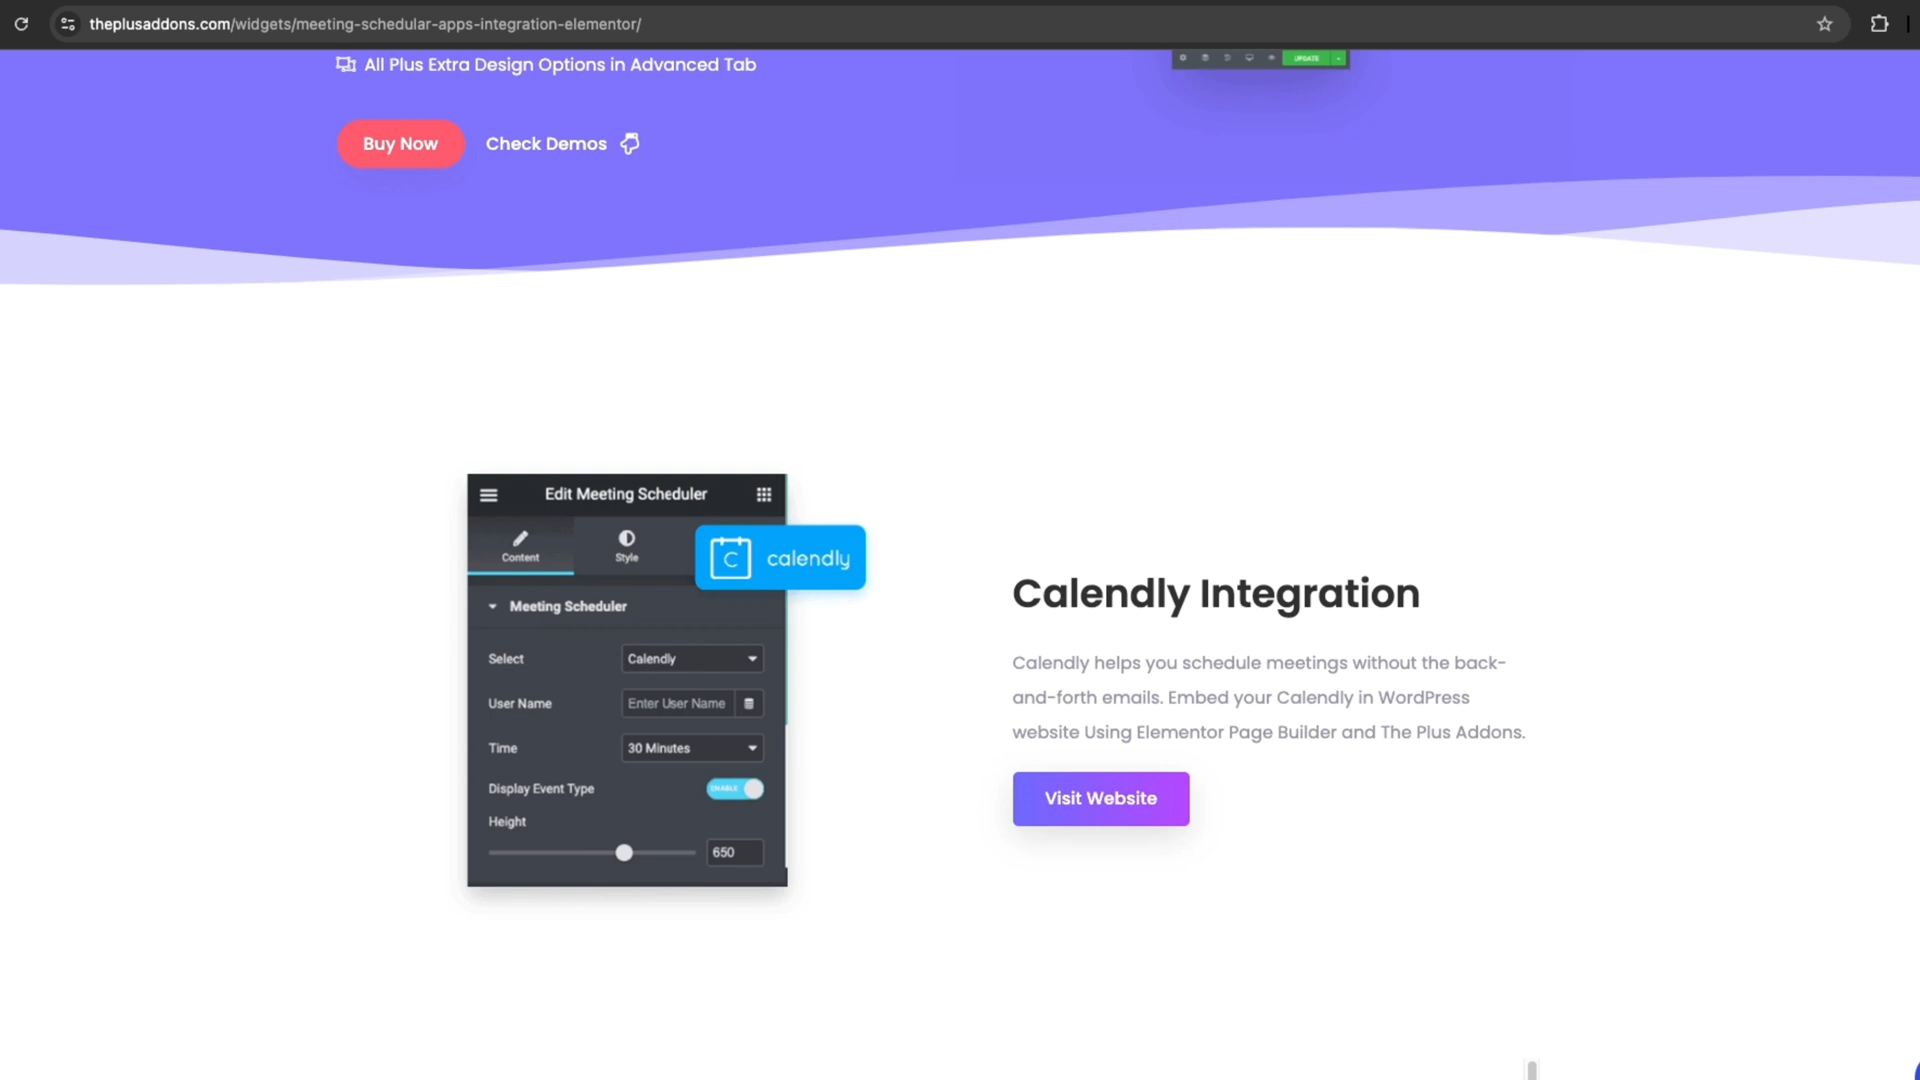 theplusaddons.com/widgets/meeting-schedular-apps-integration-elementor/
All Plus Extra Design Options in Advanced Tab
UPDATE
Buy Now
Check Demos
Edit Meeting Scheduler
Content
Style
C calendly
Meeting Scheduler
Select
Calendly
User Name
Enter User Name
Time
30 Minutes
Display Event Type
ENABLE
Height
650
Calendly Integration
Calendly helps you schedule meetings without the back-
and-forth emails. Embed your Calendly in WordPress
website Using Elementor Page Builder and The Plus Addons.
Visit Website